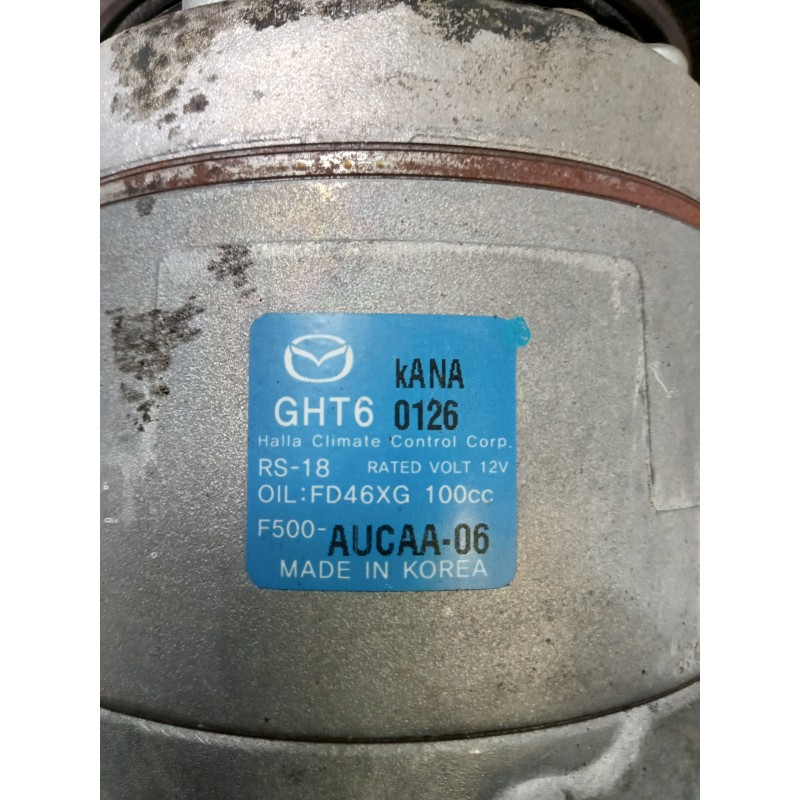 kANA
GHT6 0126
Halla Climate Control Corp.
RS-18 RATED VOLT 12V
OIL:FD46XG 100cc
F500-AUCAA-06
MADE IN KOREA